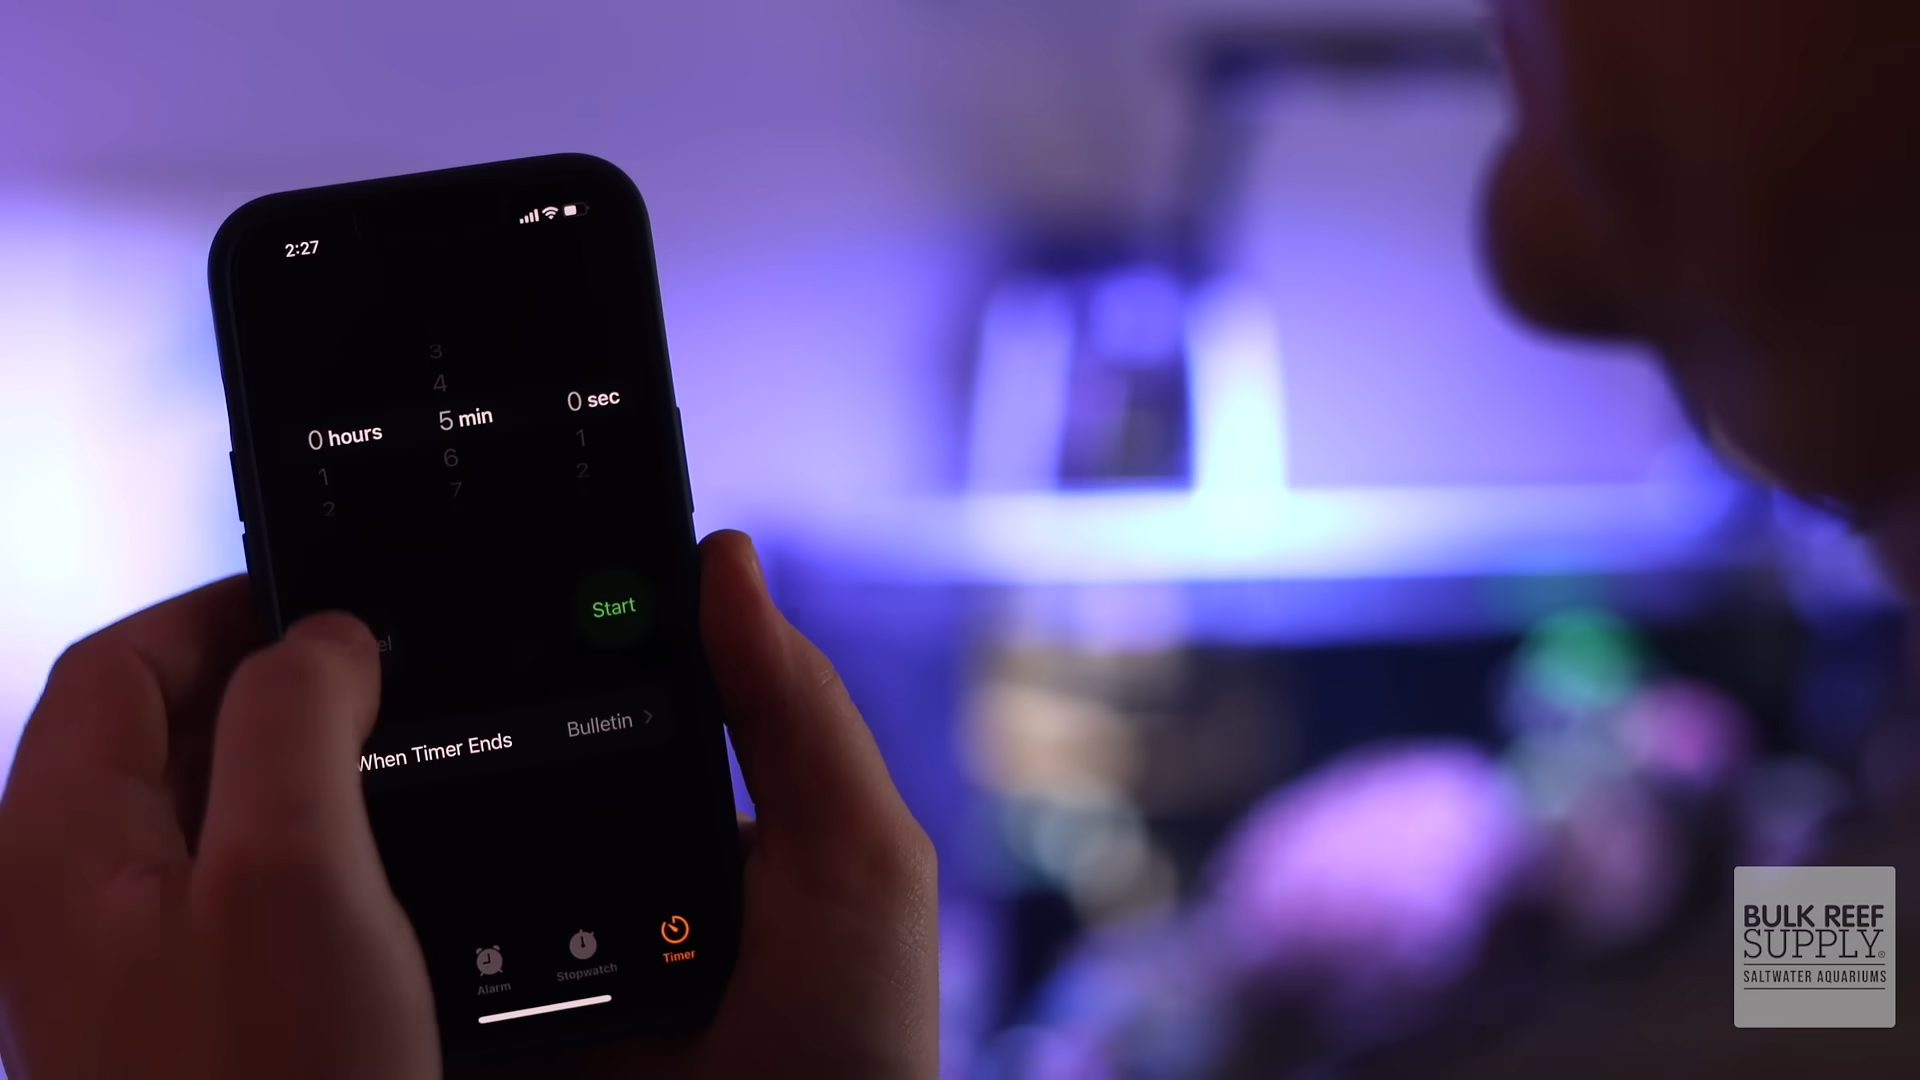 2:27
3
4
0 hours 5 min 0 sec
1 6 1
2 7 2
Start
When Timer Ends Bulletin
Alarm Stopwatch Timer
BULK REEF
SUPPLY®
SALTWATER AQUARIUMS